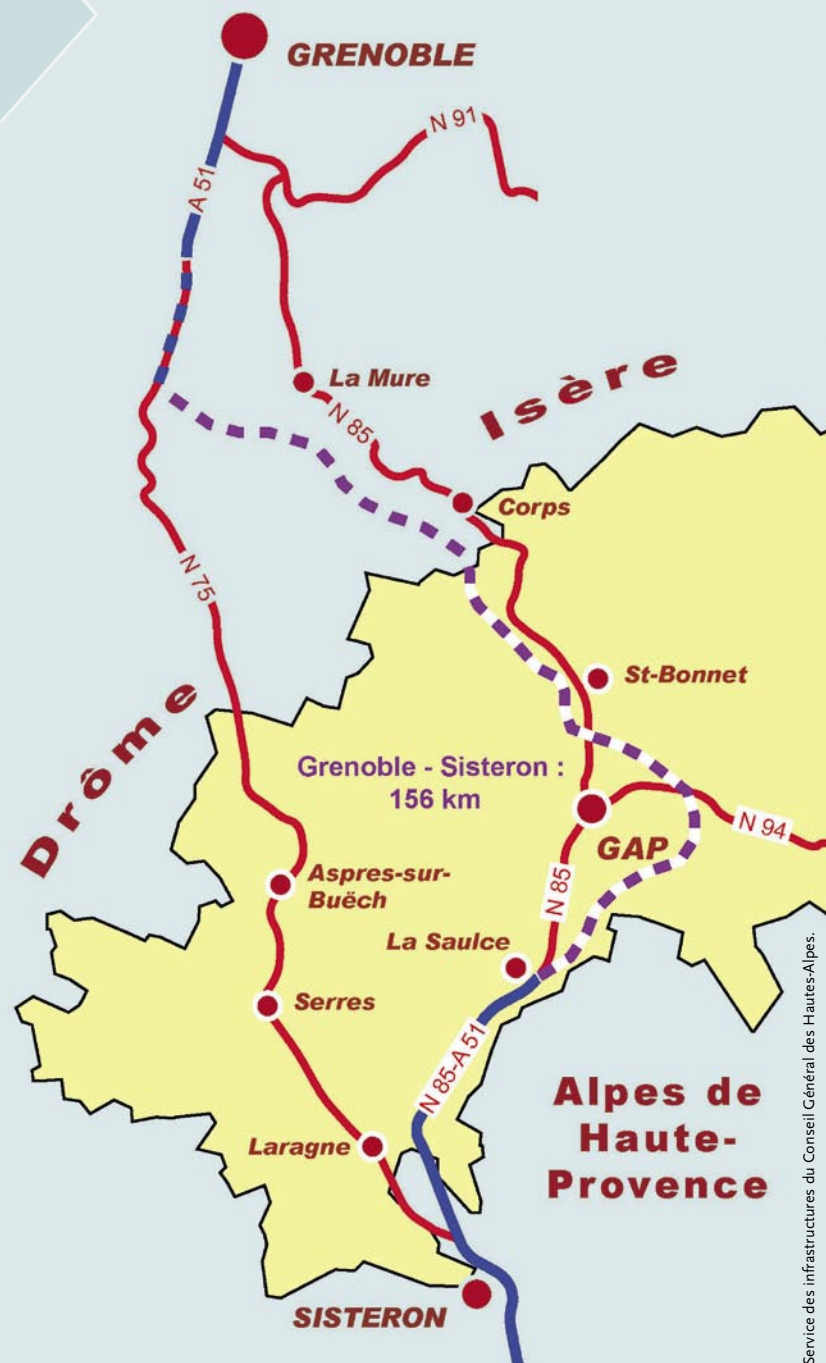 GRENOBLE
N 91
A 51
La Mure
Isère
N 85
Corps
N 75
St-Bonnet
Drôme
Grenoble - Sisteron :
156 km
GAP
N 94
Aspres-sur-
Buëch
N 85
La Saulce
Serres
N 85-A 51
Alpes de
Haute-
Provence
Laragne
SISTERON
Service des infrastructures du Conseil Général des Hautes-Alpes.